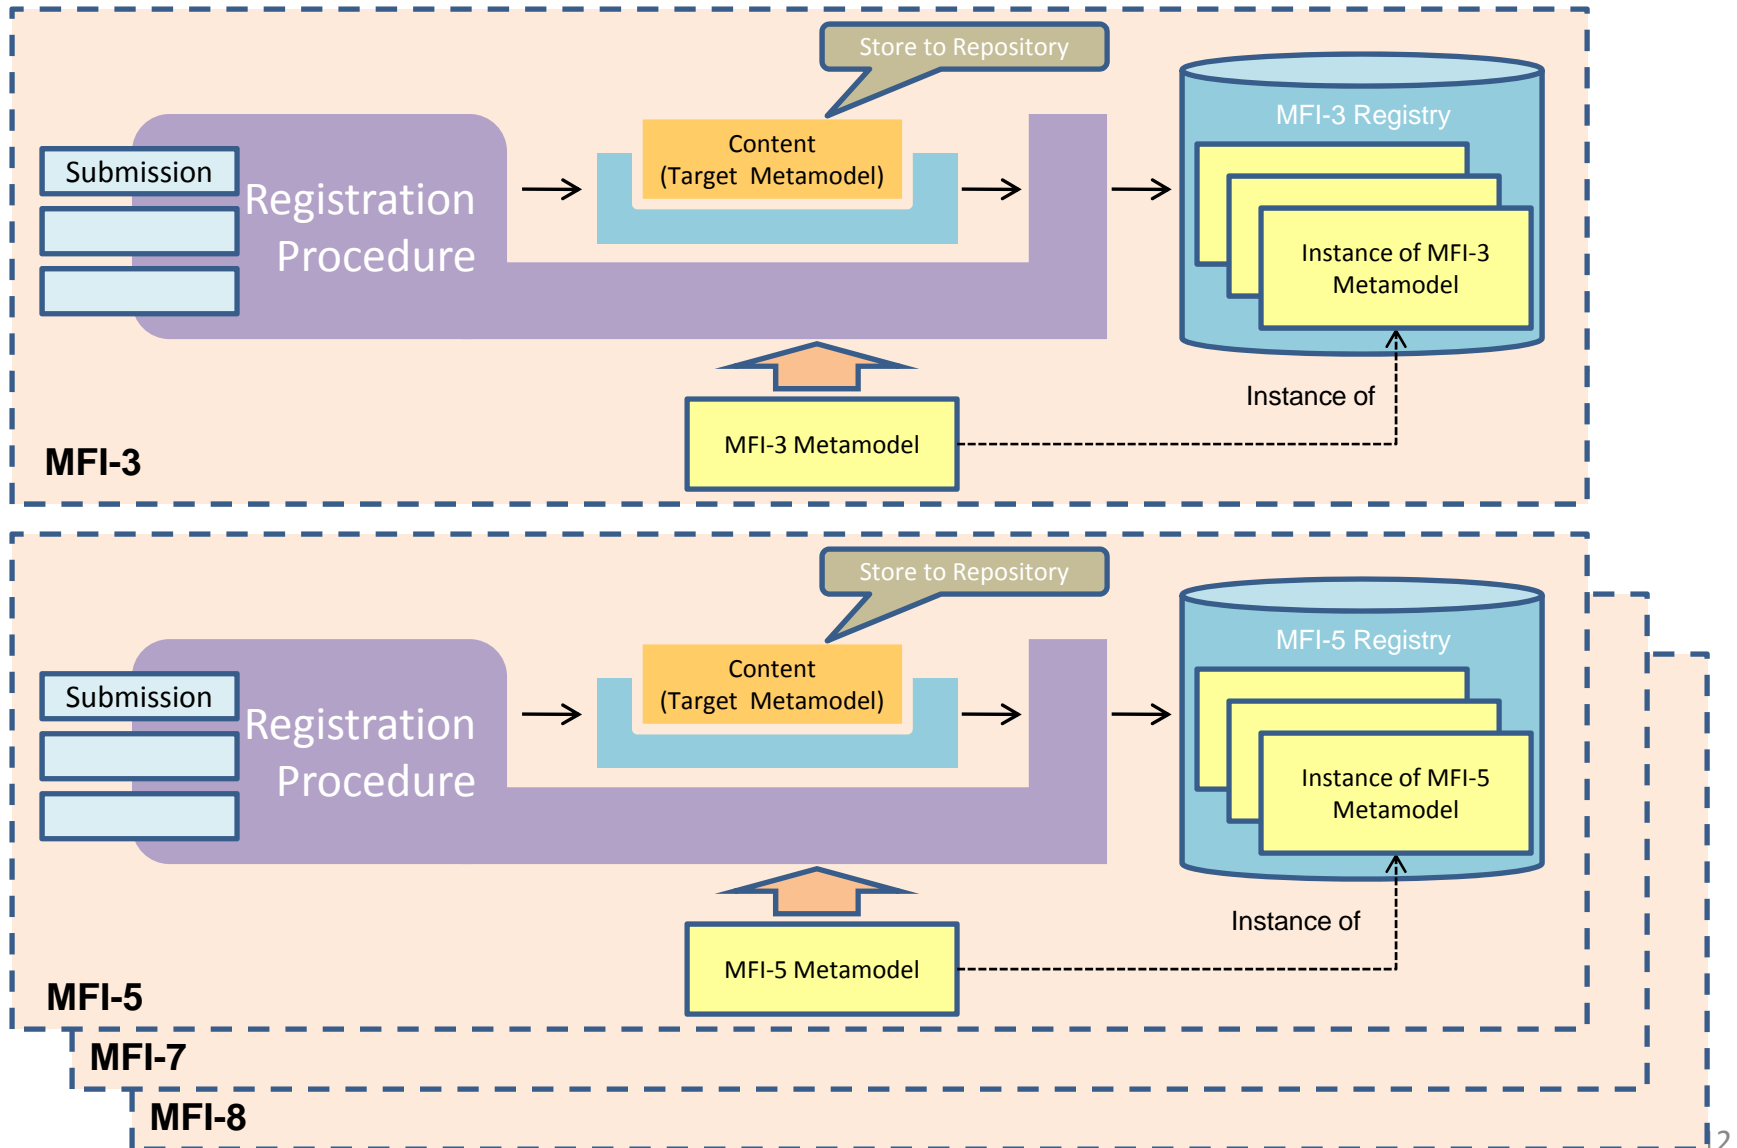 Store to Repository
MFI-3 Registry
Submission
Registration
Procedure
Content
(Target Metamodel)
Instance of MFI-3
Metamodel
Instance of
MFI-3 Metamodel
MFI-3
Store to Repository
MFI-5 Registry
Submission
Registration
Procedure
Content
(Target Metamodel)
Instance of MFI-5
Metamodel
Instance of
MFI-5 Metamodel
MFI-5
MFI-7
MFI-8